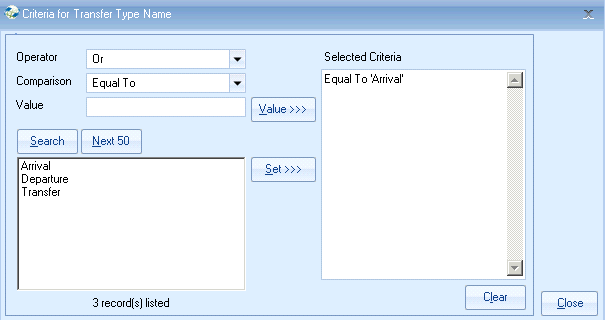 Criteria for Transfer Type Name
Operator Or
Comparison Equal To
Value Value >>>
Search Next 50
Arrival
Departure
Transfer
3 record(s) listed
Set >>>
Selected Criteria
Equal To 'Arrival'
Clear
Close